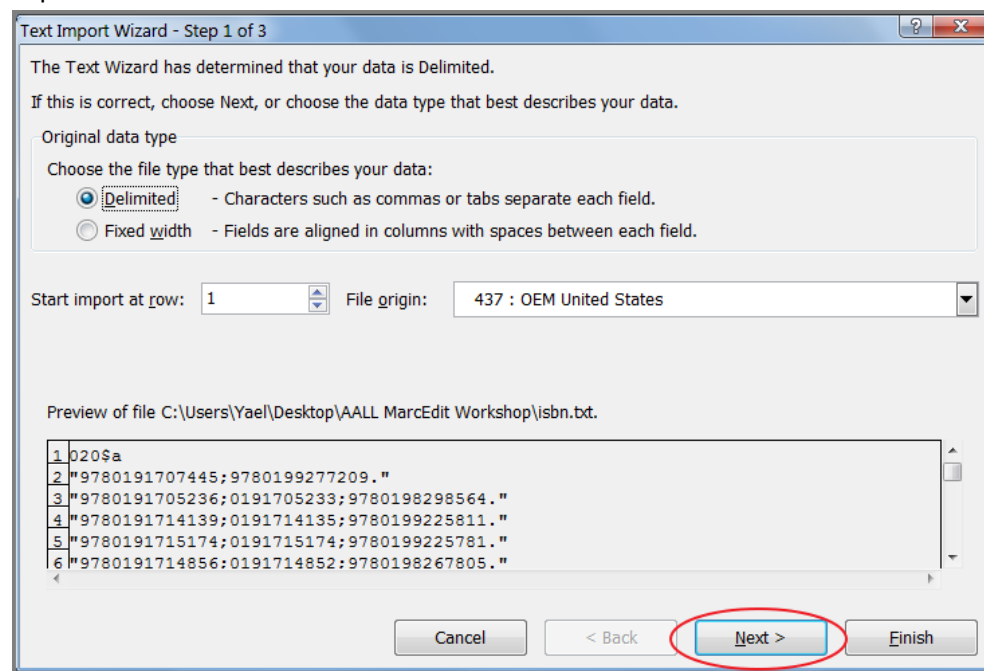 Text Import Wizard - Step 1 of 3
The Text Wizard has determined that your data is Delimited.
If this is correct, choose Next, or choose the data type that best describes your data.
Original data type
Choose the file type that best describes your data:
Delimited - Characters such as commas or tabs separate each field.
Fixed width - Fields are aligned in columns with spaces between each field.
Start import at row: 1 File origin: 437 : OEM United States
Preview of file C:\Users\Yael\Desktop\AALL MarcEdit Workshop\isbn.txt.
1 020$a
2 "9780191707445;9780199277209."
3 "9780191705236;0191705233;9780198298564."
4 "9780191714139;0191714135;9780199225811."
5 "9780191715174;0191715174;9780199225781."
6 "9780191714856;0191714852;9780198267805."
Cancel < Back Next > Finish